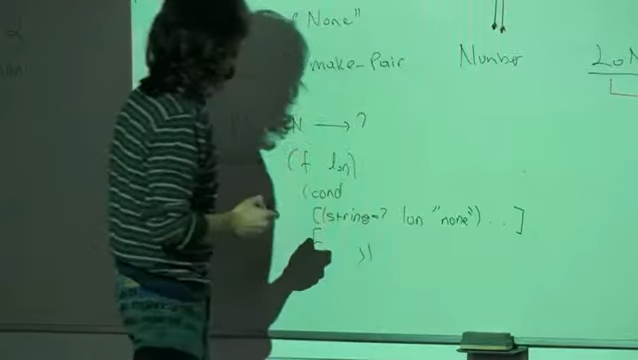 "None"
make-Pair Number LoN
N → ?
(f lon)
(cond
[(string=? lon "none") ... ]
[
))